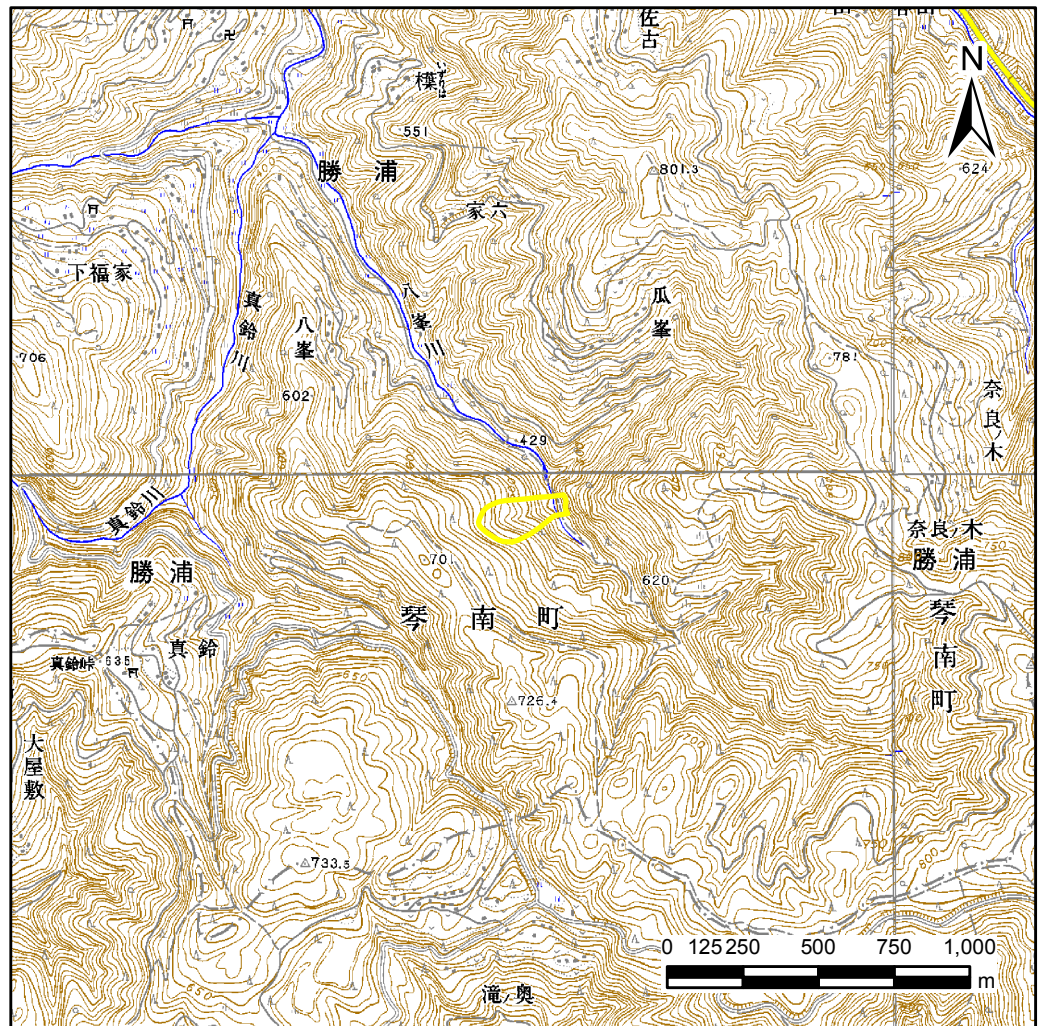 佐古
N
樸
551
801.3
624
勝浦
家六
下福家
真鈴川
八峯
八峯川
瓜峯
706
781
602
奈良ノ木
429
真鈴川
奈良ノ木
勝浦
勝浦
701
620
琴南町
琴南町
真鈴
真鈴峠
635
726.4
大屋敷
733.5
750
800
0 125 250 500 750 1,000
m
滝ノ奥